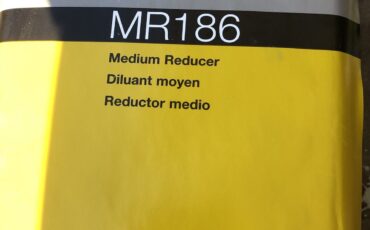 MR186
Medium Reducer
Diluant moyen
Reductor medio